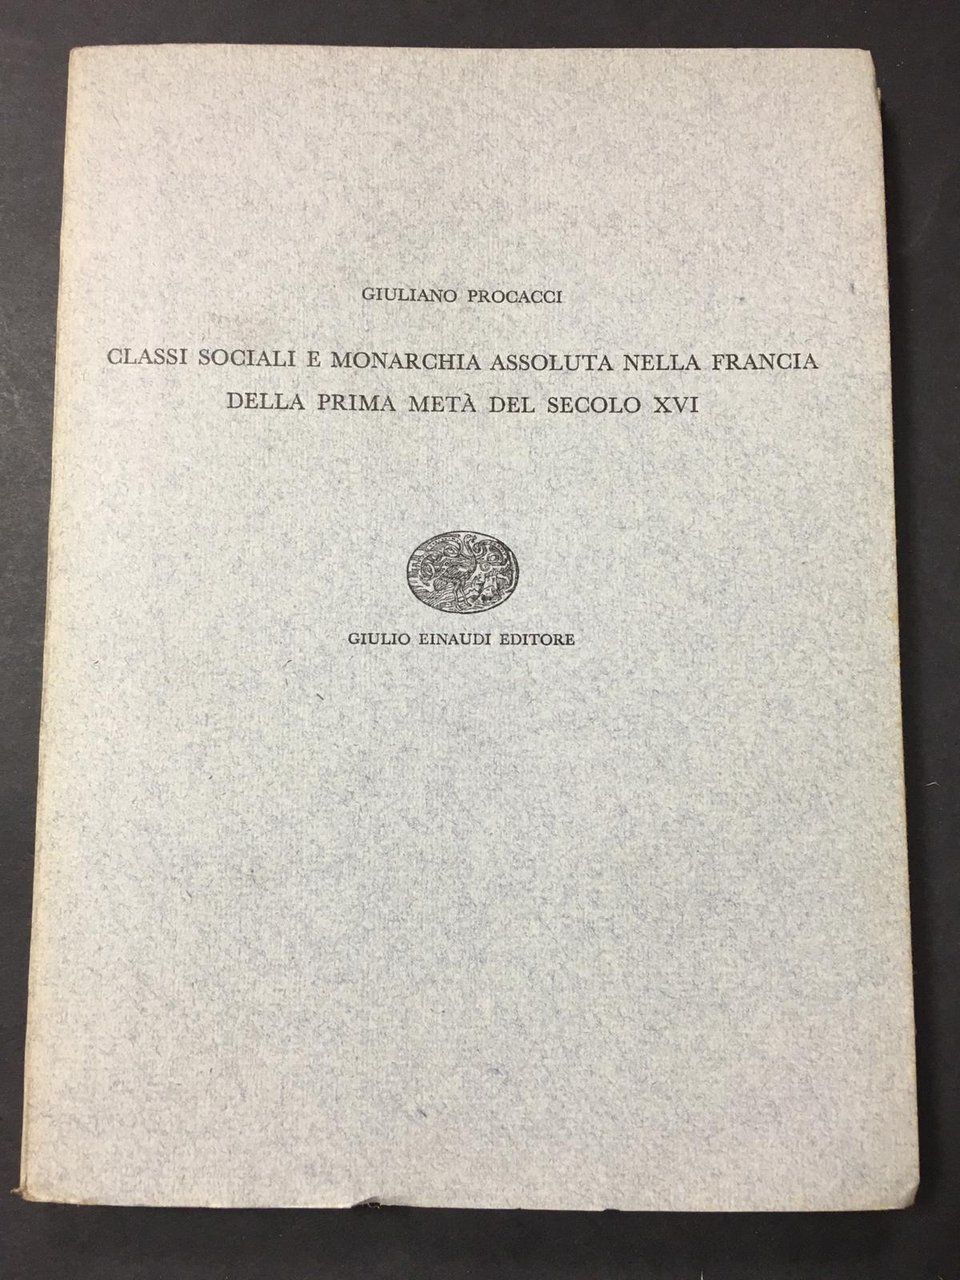 GIULIANO PROCACCI
CLASSI SOCIALI E MONARCHIA ASSOLUTA NELLA FRANCIA
DELLA PRIMA METÀ DEL SECOLO XVI
GIULIO EINAUDI EDITORE